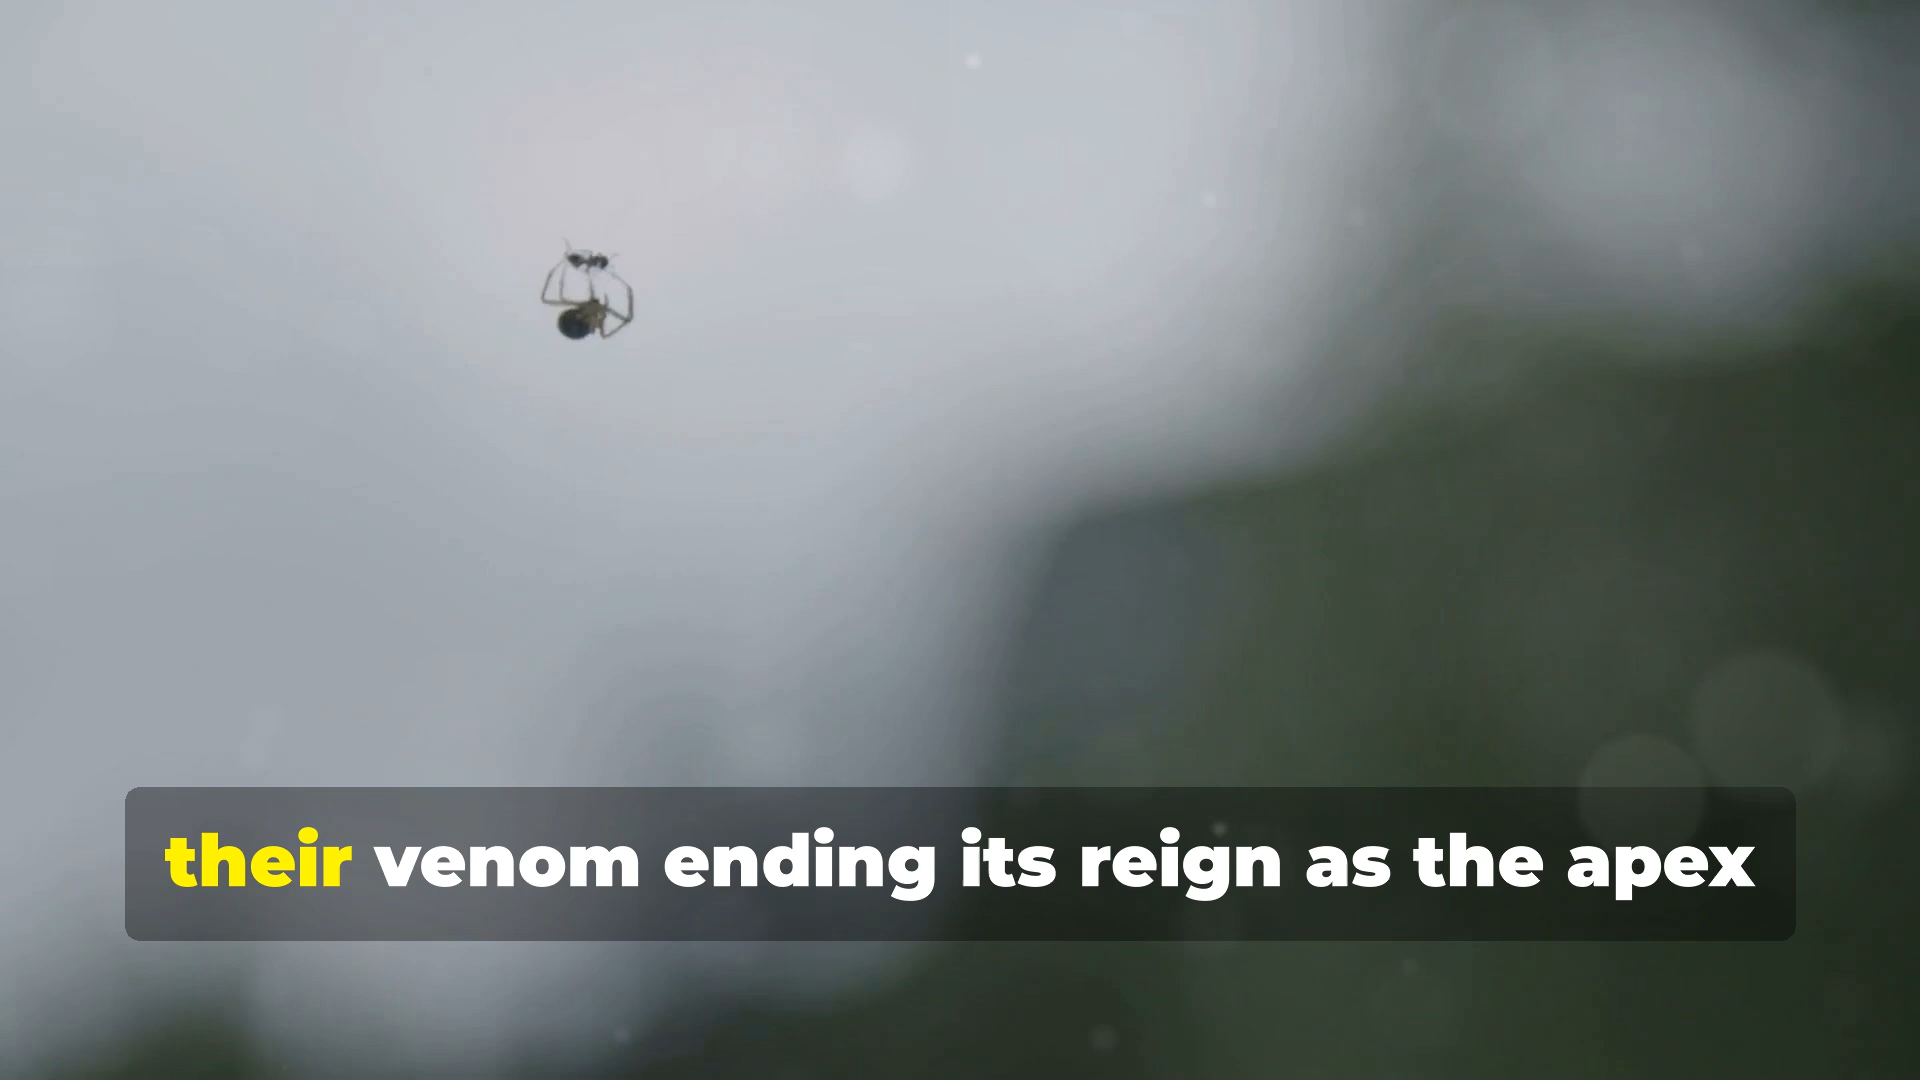 their venom ending its reign as the apex